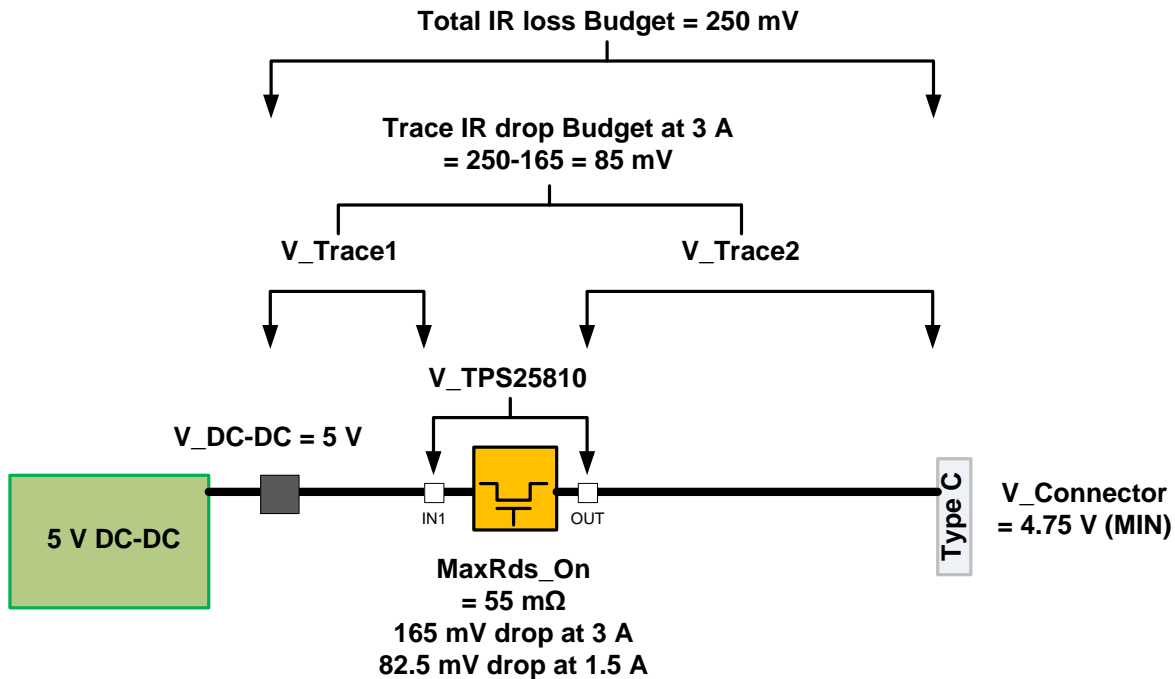 Total IR loss Budget = 250 mV
Trace IR drop Budget at 3 A
= 250-165 = 85 mV
V_Trace1
V_Trace2
V_TPS25810
V_DC-DC = 5 V
IN1
OUT
5 V DC-DC
Type C
V_Connector
= 4.75 V (MIN)
MaxRds_On
= 55 mΩ
165 mV drop at 3 A
82.5 mV drop at 1.5 A